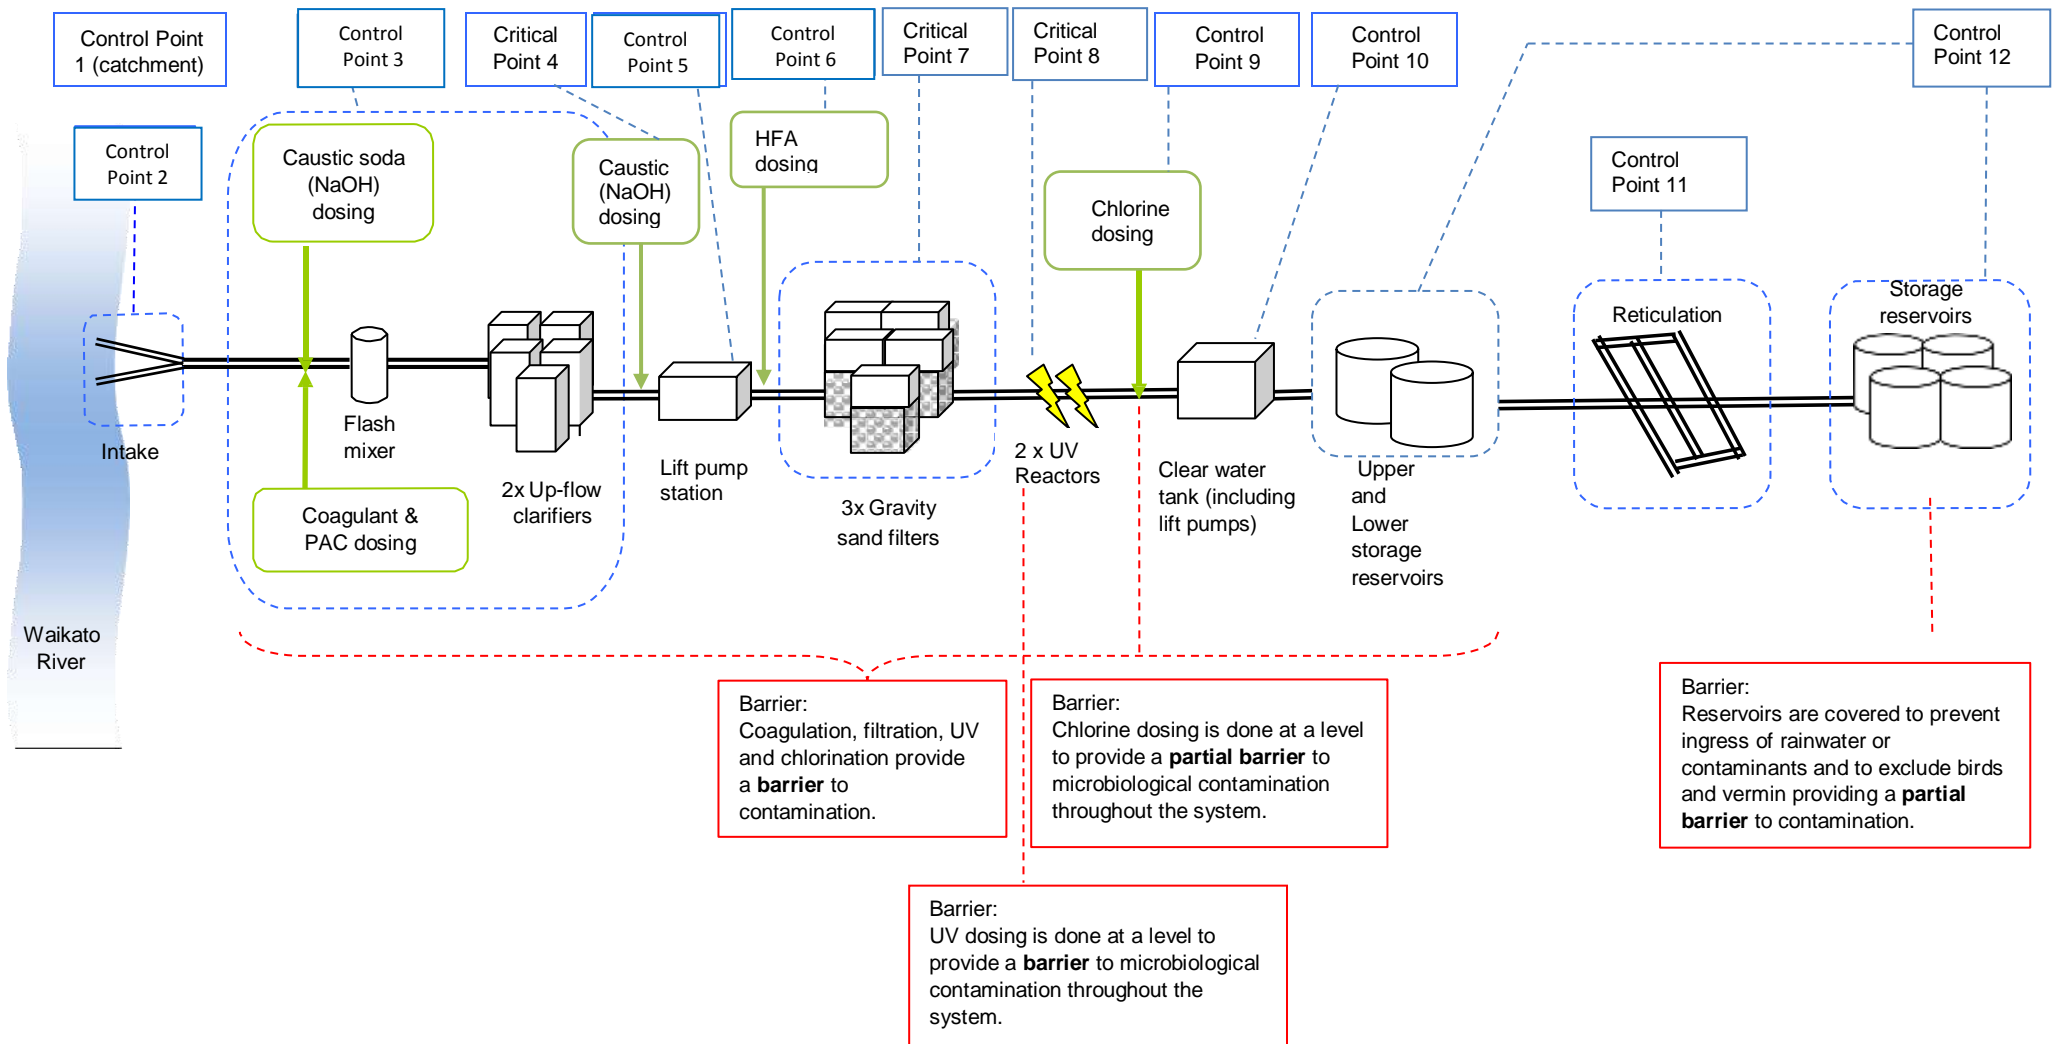 Control Point
1 (catchment)
Control
Point 3
Critical
Point 4
Control
Point 5
Control
Point 6
Critical
Point 7
Critical
Point 8
Control
Point 9
Control
Point 10
Control
Point 12
Control
Point 2
Control
Point 11
Caustic soda
(NaOH)
dosing
Caustic
(NaOH)
dosing
HFA
dosing
Chlorine
dosing
Intake
Flash
mixer
Coagulant &
PAC dosing
2x Up-flow
clarifiers
Lift pump
station
3x Gravity
sand filters
2 x UV
Reactors
Clear water
tank (including
lift pumps)
Upper
and
Lower
storage
reservoirs
Reticulation
Storage
reservoirs
Waikato
River
Barrier:
Coagulation, filtration, UV
and chlorination provide
a barrier to
contamination.
Barrier:
Chlorine dosing is done at a level
to provide a partial barrier to
microbiological contamination
throughout the system.
Barrier:
Reservoirs are covered to prevent
ingress of rainwater or
contaminants and to exclude birds
and vermin providing a partial
barrier to contamination.
Barrier:
UV dosing is done at a level to
provide a barrier to microbiological
contamination throughout the
system.